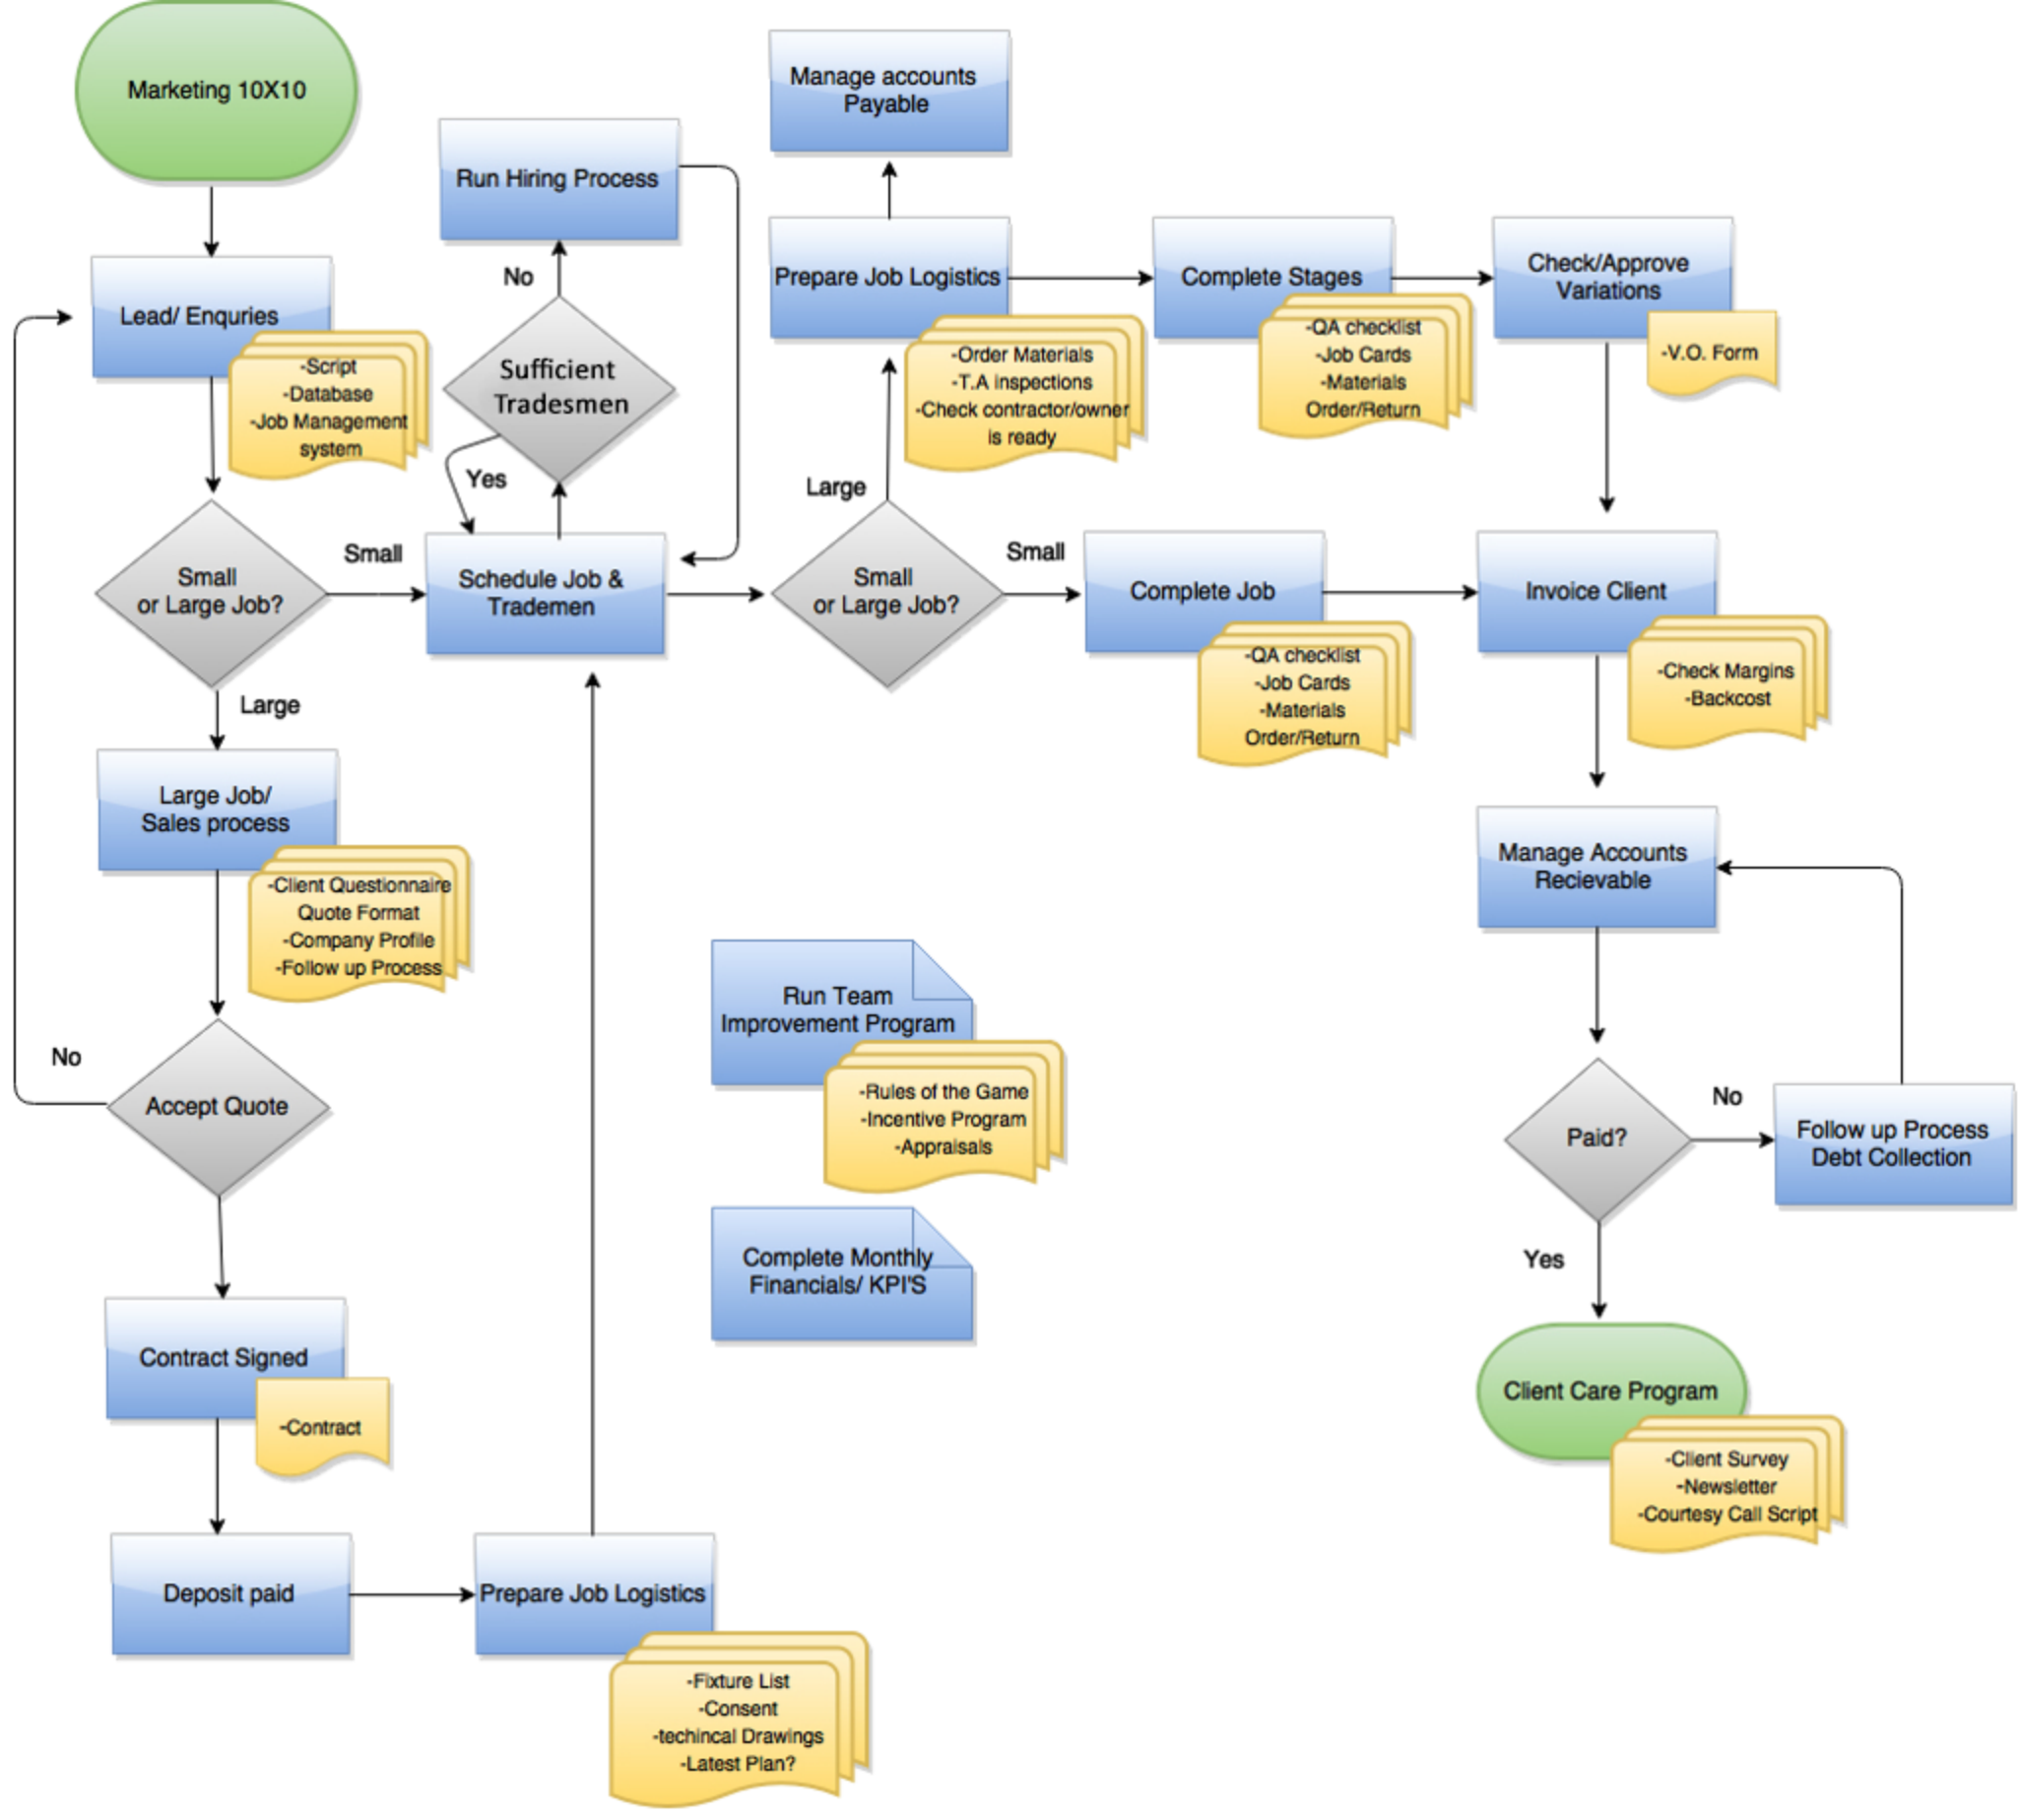 Marketing 10X10
Lead/ Enquries
-Script
-Database
-Job Management
system
Small
or Large Job?
Small
Large
Large Job/
Sales process
-Client Questionnaire
Quote Format
-Company Profile
-Follow up Process
No
Accept Quote
Contract Signed
-Contract
Deposit paid
Prepare Job Logistics
-Fixture List
-Consent
-techincal Drawings
-Latest Plan?
Run Hiring Process
No
Sufficient
Tradesmen
Yes
Schedule Job &
Trademen
Small
or Large Job?
Large
Small
Manage accounts
Payable
Prepare Job Logistics
-Order Materials
-T.A inspections
-Check contractor/owner
is ready
Complete Stages
-QA checklist
-Job Cards
-Materials
Order/Return
Check/Approve
Variations
-V.O. Form
Complete Job
-QA checklist
-Job Cards
-Materials
Order/Return
Invoice Client
-Check Margins
-Backcost
Manage Accounts
Recievable
Paid?
No
Follow up Process
Debt Collection
Yes
Client Care Program
-Client Survey
-Newsletter
-Courtesy Call Script
Run Team
Improvement Program
-Rules of the Game
-Incentive Program
-Appraisals
Complete Monthly
Financials/ KPI'S